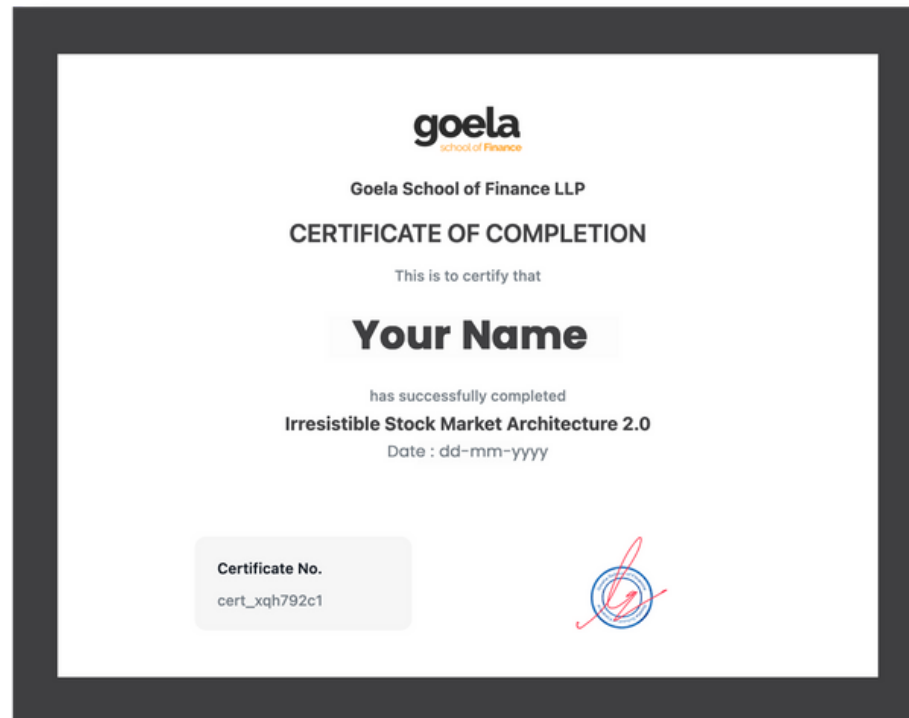 goela
school of Finance
Goela School of Finance LLP
CERTIFICATE OF COMPLETION
This is to certify that
Your Name
has successfully completed
Irresistible Stock Market Architecture 2.0
Date : dd-mm-yyyy
Certificate No.
cert_xqh792c1